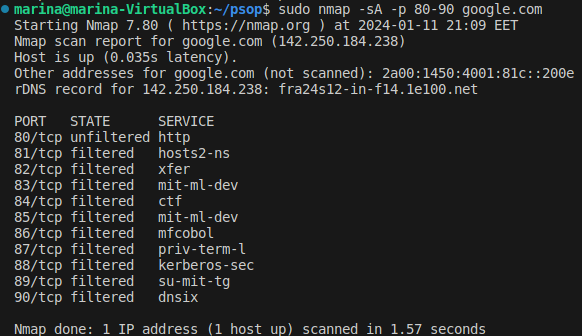 marina@marina-VirtualBox:~/psop$ sudo nmap -sA -p 80-90 google.com
Starting Nmap 7.80 ( https://nmap.org ) at 2024-01-11 21:09 EET
Nmap scan report for google.com (142.250.184.238)
Host is up (0.035s latency).
Other addresses for google.com (not scanned): 2a00:1450:4001:81c::200e
rDNS record for 142.250.184.238: fra24s12-in-f14.1e100.net

PORT   STATE      SERVICE
80/tcp unfiltered http
81/tcp filtered   hosts2-ns
82/tcp filtered   xfer
83/tcp filtered   mit-ml-dev
84/tcp filtered   ctf
85/tcp filtered   mit-ml-dev
86/tcp filtered   mfcobol
87/tcp filtered   priv-term-l
88/tcp filtered   kerberos-sec
89/tcp filtered   su-mit-tg
90/tcp filtered   dnsix

Nmap done: 1 IP address (1 host up) scanned in 1.57 seconds